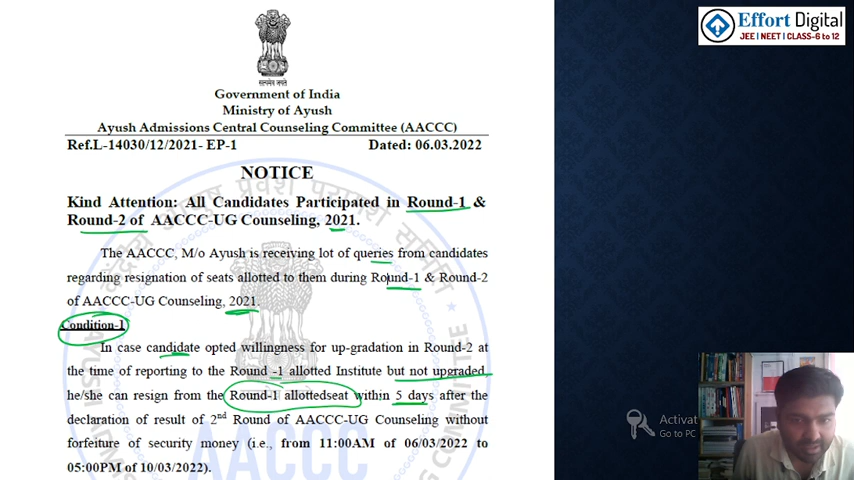 Effort Digital
JEE | NEET | CLASS-6 to 12
सत्यमेव जयते
Government of India
Ministry of Ayush
Ayush Admissions Central Counseling Committee (AACCC)
Ref.L-14030/12/2021- EP-1 Dated: 06.03.2022
NOTICE
Kind Attention: All Candidates Participated in Round-1 &
Round-2 of AACCC-UG Counseling, 2021.
The AACCC, M/o Ayush is receiving lot of queries from candidates
regarding resignation of seats allotted to them during Round-1 & Round-2
of AACCC-UG Counseling, 2021.
Condition-1
In case candidate opted willingness for up-gradation in Round-2 at
the time of reporting to the Round -1 allotted Institute but not upgraded,
he/she can resign from the Round-1 allottedseat within 5 days after the
declaration of result of 2nd Round of AACCC-UG Counseling without
forfeiture of security money (i.e., from 11:00AM of 06/03/2022 to
05:00PM of 10/03/2022).
AACCC
Activat
Go to PC